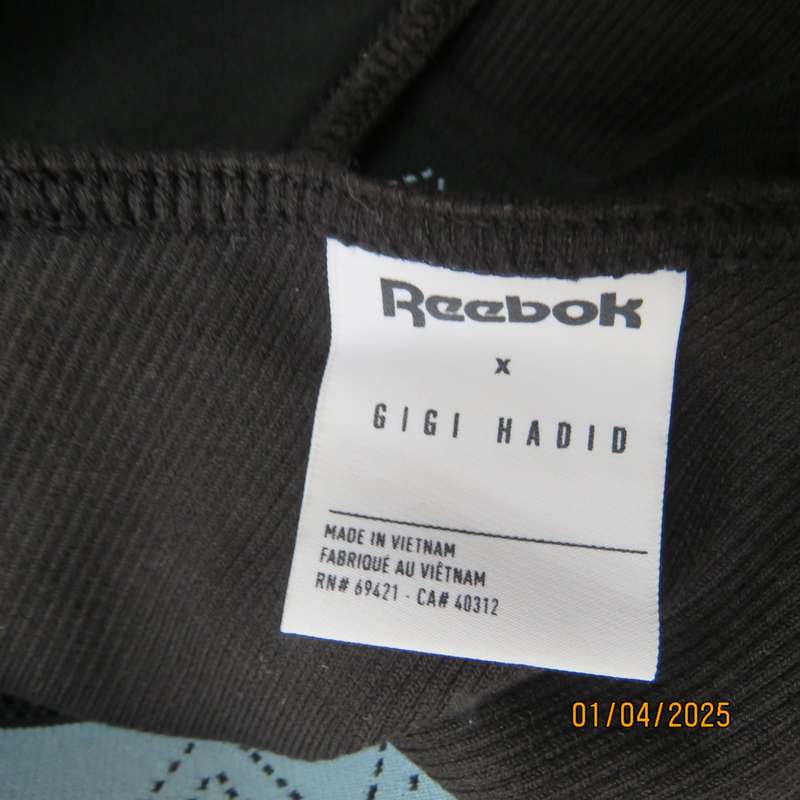 Reebok
x
GIGI HADID
MADE IN VIETNAM
FABRIQUÉ AU VIÊTNAM
RN# 69421 - CA# 40312
01/04/2025